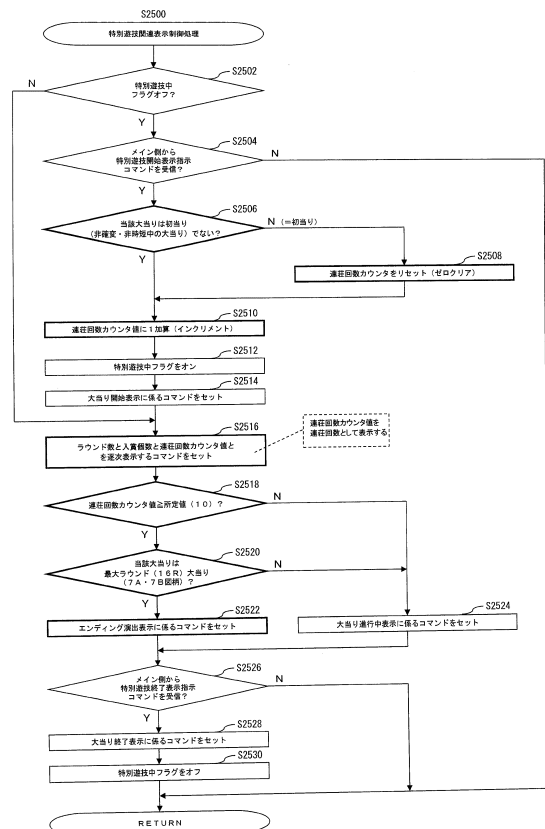 S2500
特別遊技関連表示制御処理
S2502
N
特別遊技中
フラグオフ？
Y
S2504
メイン側から
特別遊技開始表示指示
コマンドを受信？
N
Y
S2506
当該大当りは初当り
（非確変・非時短中の大当り）でない？
N（＝初当り）
Y
S2508
連荘回数カウンタをリセット（ゼロクリア）
S2510
連荘回数カウンタ値に１加算（インクリメント）
S2512
特別遊技中フラグをオン
S2514
大当り開始表示に係るコマンドをセット
S2516
ラウンド数と入賞個数と連荘回数カウンタ値と
を逐次表示するコマンドをセット
連荘回数カウンタ値を
連荘回数として表示する
S2518
連荘回数カウンタ値≧所定値（１０）？
N
Y
S2520
当該大当りは
最大ラウンド（１６Ｒ）大当り
（７Ａ・７Ｂ図柄）？
N
Y
S2522
エンディング演出表示に係るコマンドをセット
S2524
大当り進行中表示に係るコマンドをセット
S2526
メイン側から
特別遊技終了表示指示
コマンドを受信？
N
Y
S2528
大当り終了表示に係るコマンドをセット
S2530
特別遊技中フラグをオフ
RETURN